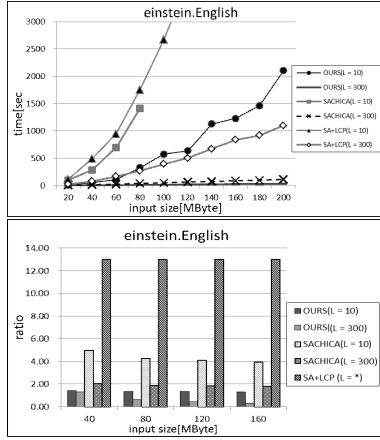 einstein.English
time[sec
3000
2500
2000
1500
1000
500
0
20 40 60 80 100 120 140 160 180 200
input size[MByte]
OURS(L = 10)
OURS(L = 300)
SACHICA(L = 10)
SACHICA(L = 300)
SA+LCP(L = 10)
SA+LCP(L = 300)
einstein.English
ratio
14.00
12.00
10.00
8.00
6.00
4.00
2.00
0.00
40 80 120 160
input size[MByte]
OURS(L = 10)
OURS(L = 300)
SACHICA(L = 10)
SACHICA(L = 300)
SA+LCP (L = *)